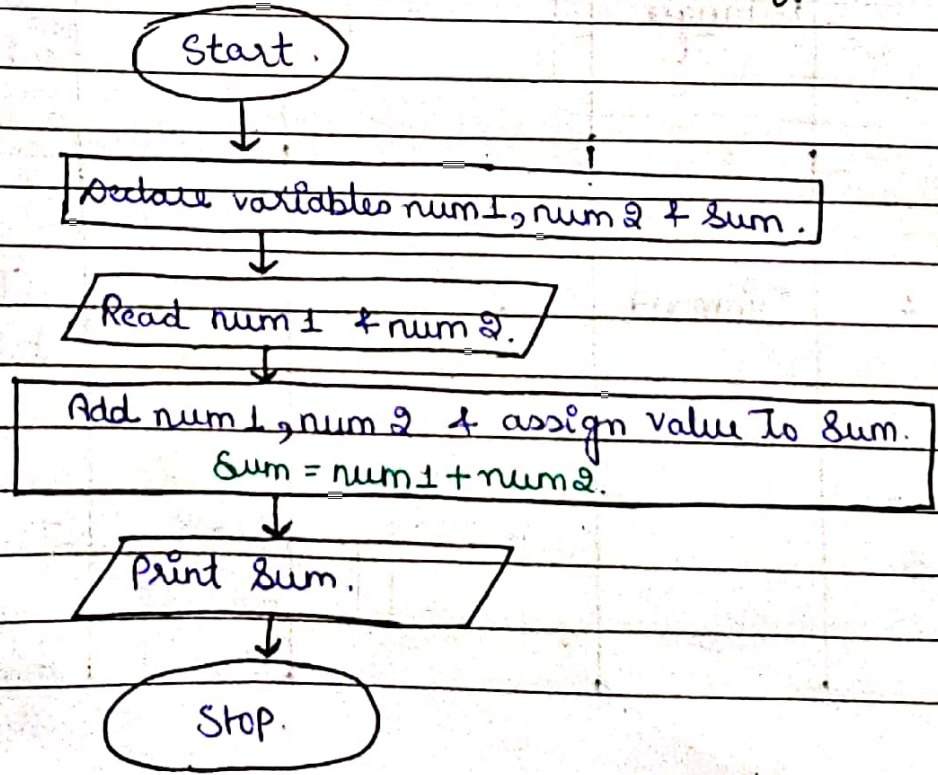 Start.
Declare variables num1, num2 & Sum.
Read num1 & num2.
Add num1, num2 & assign value To Sum.
Sum = num1 + num2.
Print Sum.
Stop.